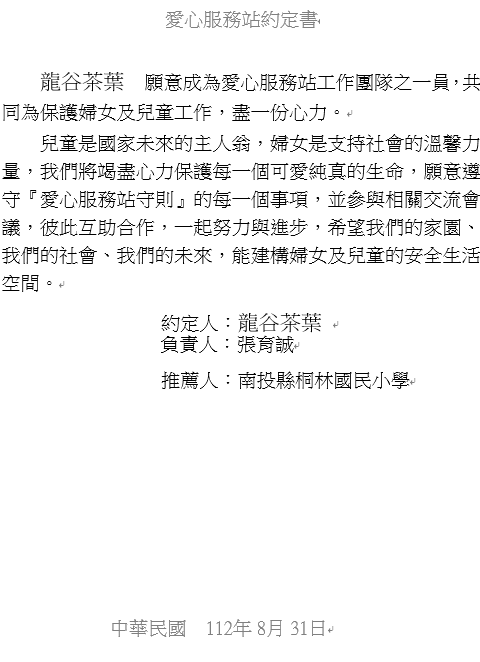 愛心服務站約定書
龍谷茶葉　願意成為愛心服務站工作團隊之一員，共
同為保護婦女及兒童工作，盡一份心力。
兒童是國家未來的主人翁，婦女是支持社會的溫馨力
量，我們將竭盡心力保護每一個可愛純真的生命，願意遵
守『愛心服務站守則』的每一個事項，並參與相關交流會
議，彼此互助合作，一起努力與進步，希望我們的家園、
我們的社會、我們的未來，能建構婦女及兒童的安全生活
空間。
約定人：龍谷茶葉
負責人：張育誠
推薦人：南投縣桐林國民小學
中華民國　112年 8月 31日